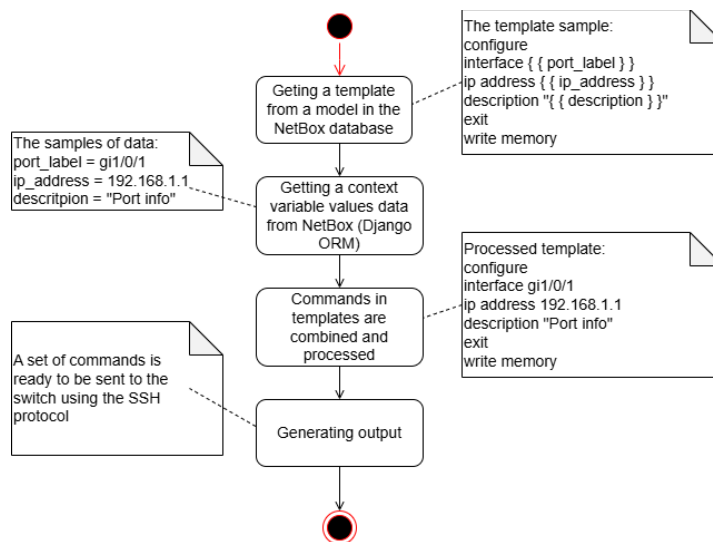 The template sample:
configure
interface { { port_label } }
ip address { { ip_address } }
description "{ { description } }"
exit
write memory
Geting a template
from a model in the
NetBox database
The samples of data:
port_label = gi1/0/1
ip_address = 192.168.1.1
descritpion = "Port info"
Getting a context
variable values data
from NetBox (Django
ORM)
Processed template:
configure
interface gi1/0/1
ip address 192.168.1.1
description "Port info"
exit
write memory
Commands in
templates are
combined and
processed
A set of commands is
ready to be sent to the
switch using the SSH
protocol
Generating output